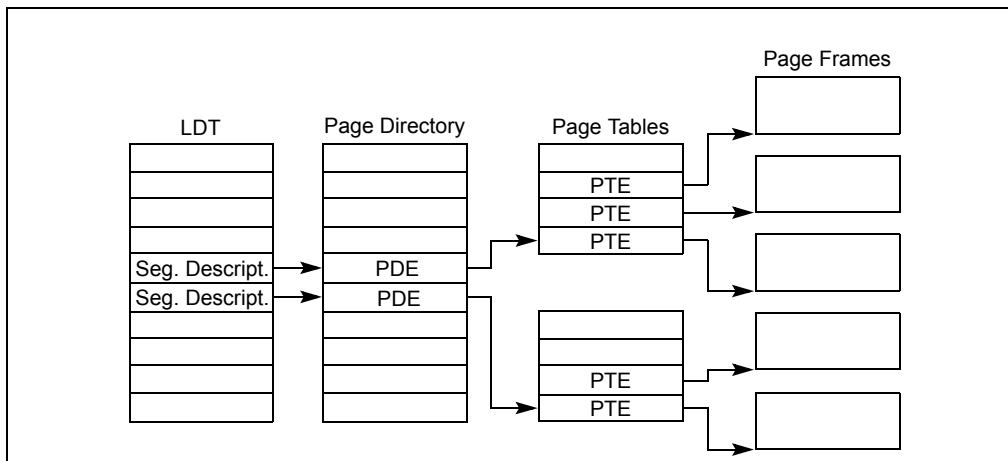 Page Frames
LDT
Page Directory
Page Tables
PTE
PTE
PTE
Seg. Descript.
PDE
Seg. Descript.
PDE
PTE
PTE